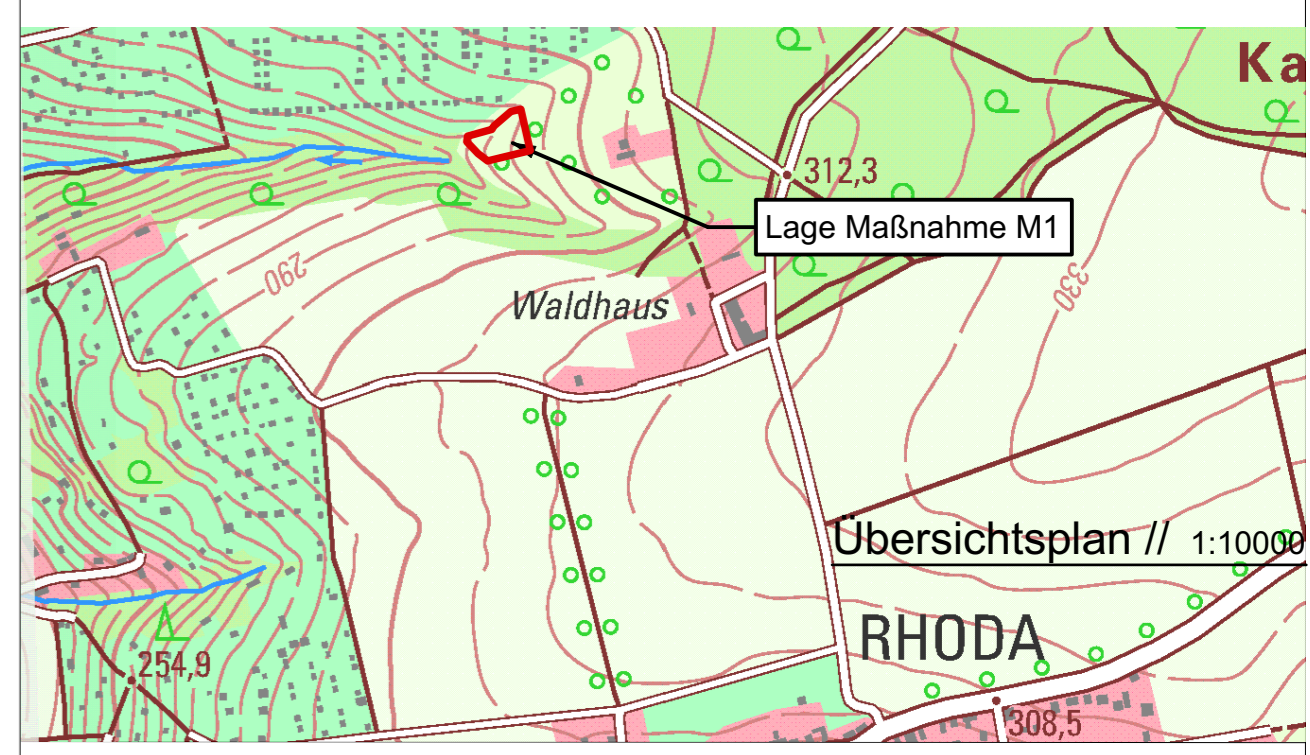 Ka
312,3
Lage Maßnahme M1
290
330
Waldhaus
Übersichtsplan // 1:10000
RHODA
254,9
308,5